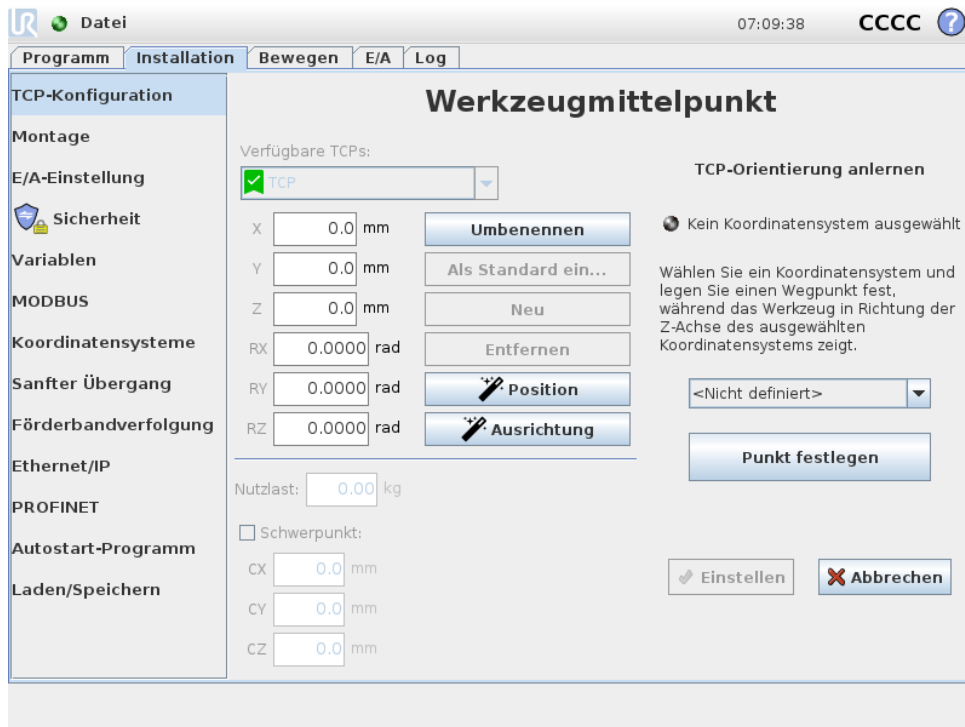 UR Datei 07:09:38 CCCC ?
Programm Installation Bewegen E/A Log
TCP-Konfiguration
Montage
E/A-Einstellung
Sicherheit
Variablen
MODBUS
Koordinatensysteme
Sanfter Übergang
Förderbandverfolgung
Ethernet/IP
PROFINET
Autostart-Programm
Laden/Speichern
Werkzeugmittelpunkt
Verfügbare TCPs:
TCP
X 0.0 mm Umbenennen
Y 0.0 mm Als Standard ein...
Z 0.0 mm Neu
RX 0.0000 rad Entfernen
RY 0.0000 rad Position
RZ 0.0000 rad Ausrichtung
Nutzlast: 0.00 kg
Schwerpunkt:
CX 0.0 mm
CY 0.0 mm
CZ 0.0 mm
TCP-Orientierung anlernen
Kein Koordinatensystem ausgewählt
Wählen Sie ein Koordinatensystem und
legen Sie einen Wegpunkt fest,
während das Werkzeug in Richtung der
Z-Achse des ausgewählten
Koordinatensystems zeigt.
<Nicht definiert>
Punkt festlegen
Einstellen Abbrechen